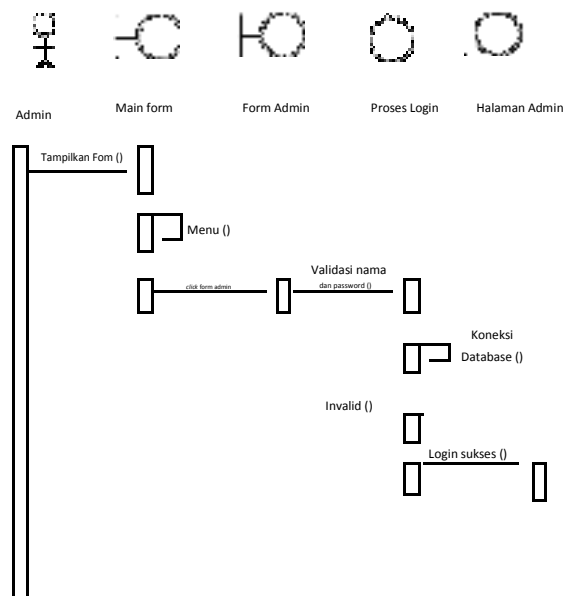 Admin
Main form
Form Admin
Proses Login
Halaman Admin
Tampilkan Fom ()
Menu ()
click form admin
Validasi nama
dan password ()
Koneksi
Database ()
Invalid ()
Login sukses ()